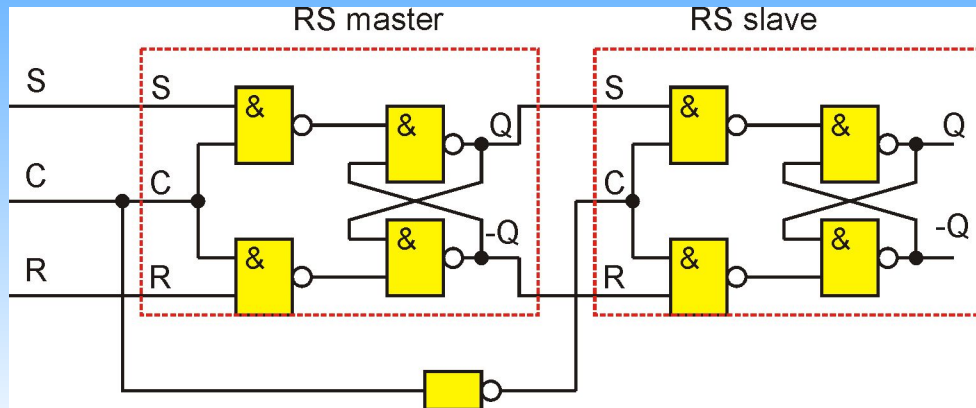 RS master RS slave
S S & & Q S & & Q
C C C
R R & & -Q R & & -Q